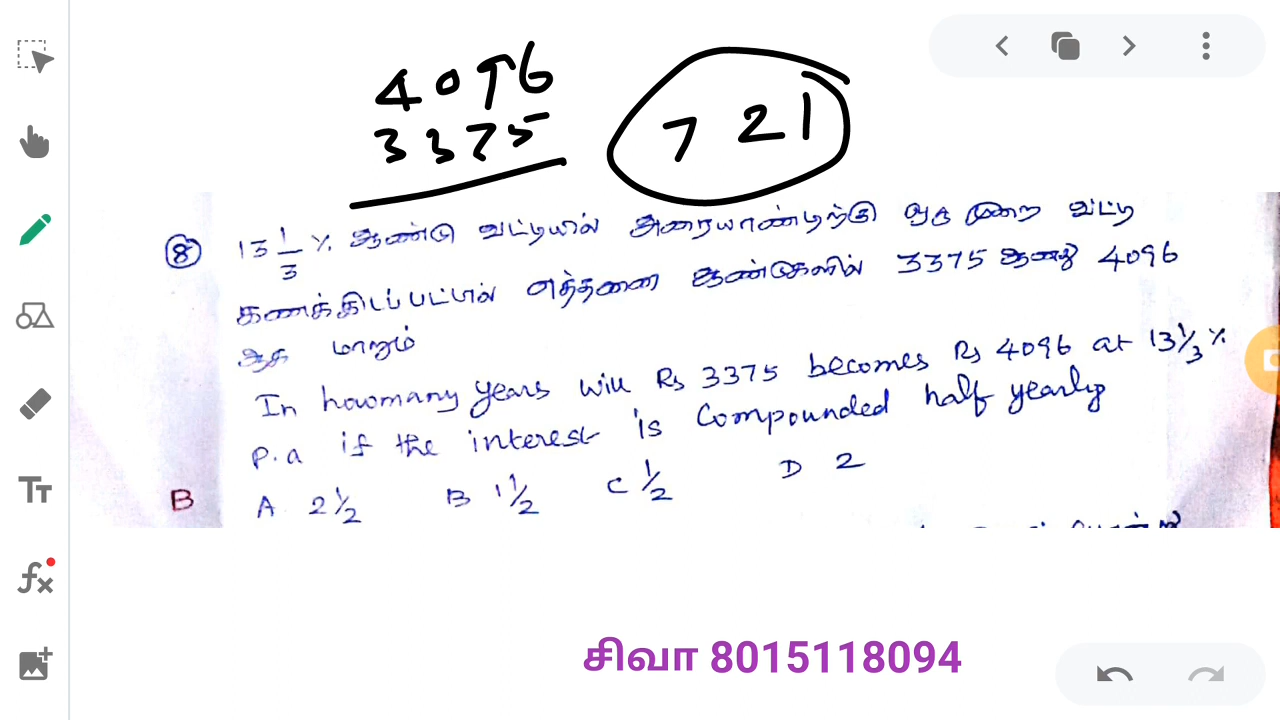 4096
3375
721
⑧ 13 1/3 % ஆண்டு வட்டியில் அரையாண்டிற்கு ஒரு முறை வட்டி
கணக்கிடப்பட்டால் எத்தனை ஆண்டுகளில் 3375 ஆனது 4096
ஆக மாறும்
In howmany years will Rs 3375 becomes Rs 4096 at 13 1/3 %
P.a if the interest is compounded half yearly
B A 2 1/2 B 1 1/2 C 1/2 D 2
சிவா 8015118094